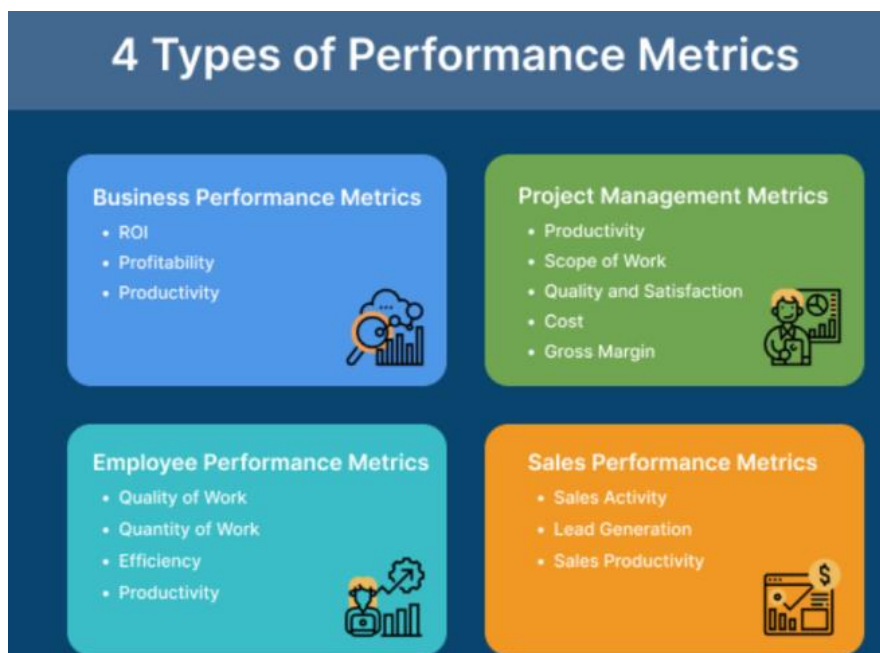 4 Types of Performance Metrics
Business Performance Metrics
• ROI
• Profitability
• Productivity
Project Management Metrics
• Productivity
• Scope of Work
• Quality and Satisfaction
• Cost
• Gross Margin
Employee Performance Metrics
• Quality of Work
• Quantity of Work
• Efficiency
• Productivity
Sales Performance Metrics
• Sales Activity
• Lead Generation
• Sales Productivity
$